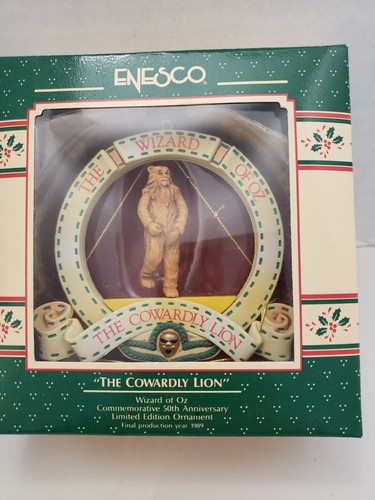 ENESCO®
THE WIZARD OF OZ
THE COWARDLY LION
"THE COWARDLY LION"
Wizard of Oz
Commemorative 50th Anniversary
Limited Edition Ornament
Final production year 1989